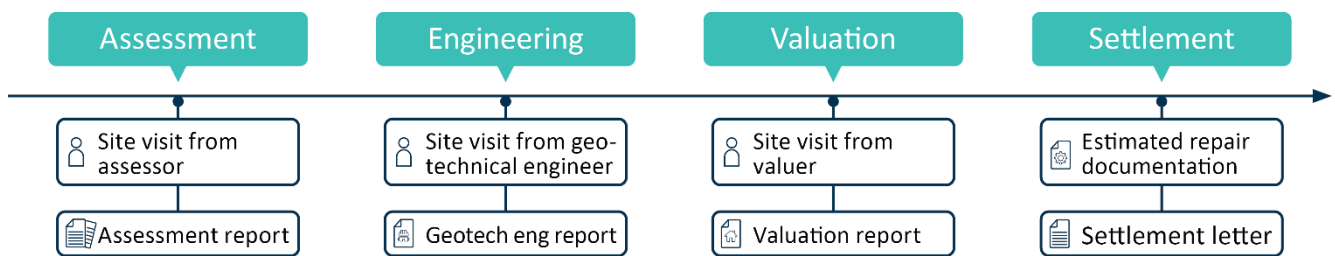 Assessment
Engineering
Valuation
Settlement
Site visit from
assessor
Site visit from geo-
technical engineer
Site visit from
valuer
Estimated repair
documentation
Assessment report
Geotech eng report
Valuation report
Settlement letter